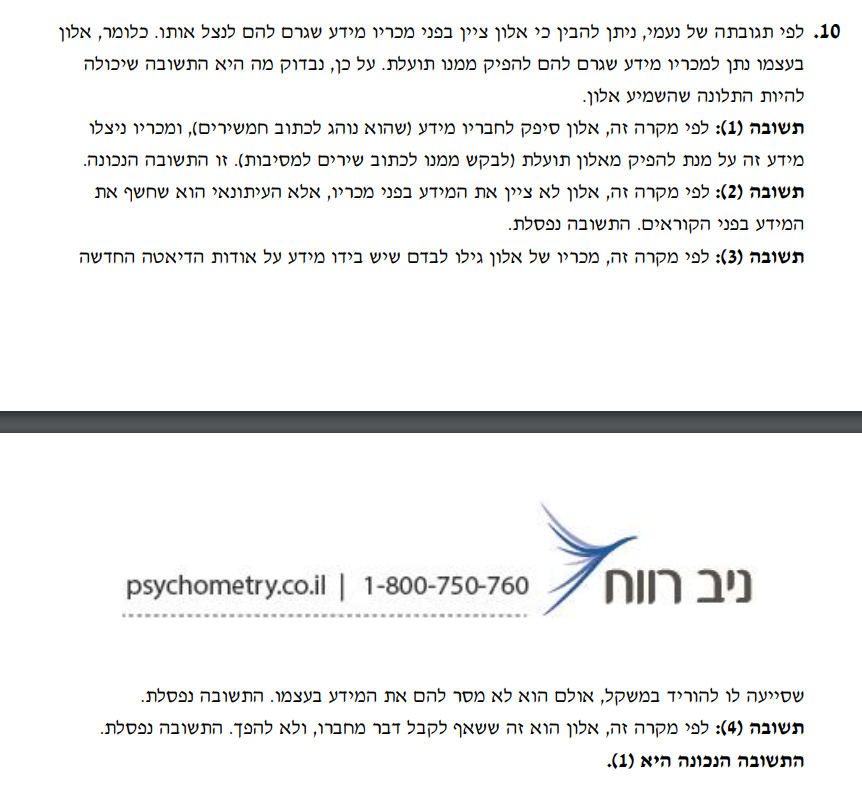 10. לפי תגובתה של נעמי, ניתן להבין כי אלון ציין בפני מכריו מידע שגרם להם לנצל אותו. כלומר, אלון
בעצמו נתן למכריו מידע שגרם להם להפיק ממנו תועלת. על כן, נבדוק מה היא התשובה שיכולה
להיות התלונה שהשמיע אלון.
תשובה (1): לפי מקרה זה, אלון סיפק לחבריו מידע (שהוא נוהג לכתוב חמשירים), ומכריו ניצלו
מידע זה על מנת להפיק מאלון תועלת (לבקש ממנו לכתוב שירים למסיבות). זו התשובה הנכונה.
תשובה (2): לפי מקרה זה, אלון לא ציין את המידע בפני מכריו, אלא העיתונאי הוא שחשף את
המידע בפני הקוראים. התשובה נפסלת.
תשובה (3): לפי מקרה זה, מכריו של אלון גילו לבדם שיש בידו מידע על אודות הדיאטה החדשה
ניב רווח
psychometry.co.il | 1-800-750-760
שסייעה לו להוריד במשקל, אולם הוא לא מסר להם את המידע בעצמו. התשובה נפסלת.
תשובה (4): לפי מקרה זה, אלון הוא זה ששאף לקבל דבר מחברו, ולא להפך. התשובה נפסלת.
התשובה הנכונה היא (1).